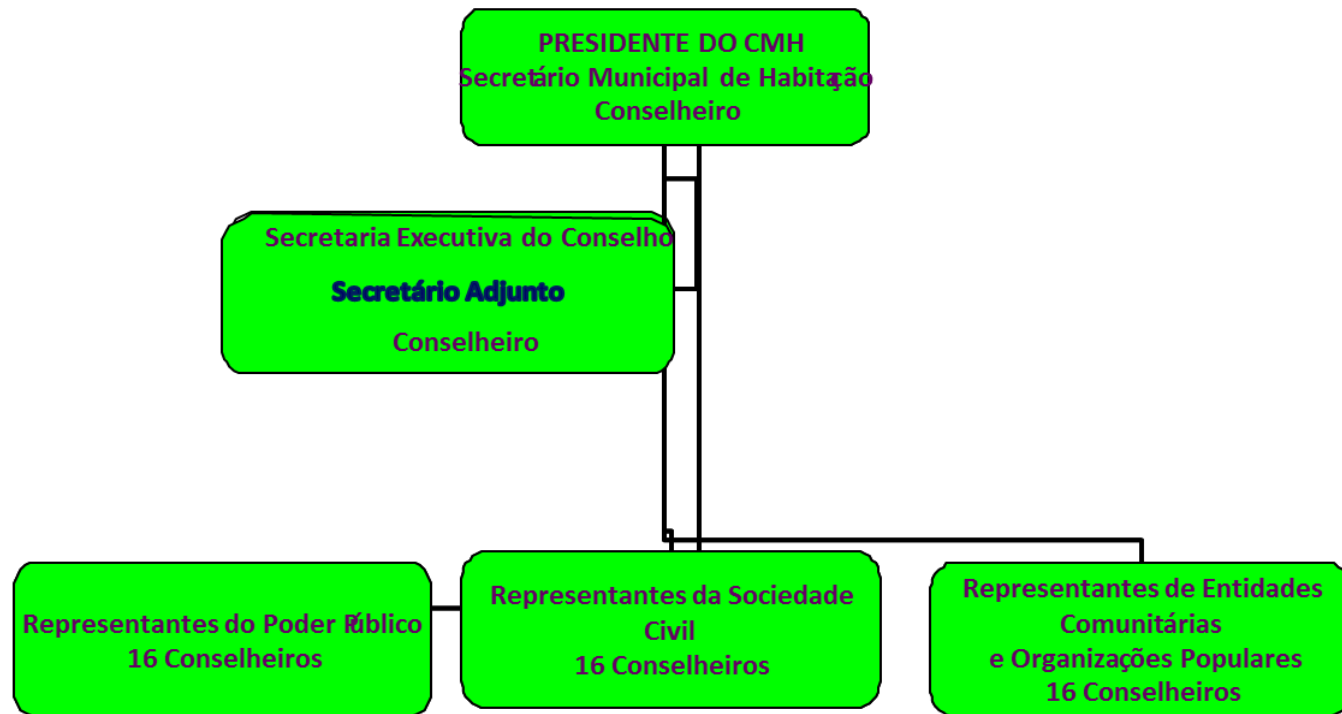 PRESIDENTE DO CMH
Secretário Municipal de Habitação
Conselheiro
Secretaria Executiva do Conselho
Secretário Adjunto
Conselheiro
Representantes do Poder Público
16 Conselheiros
Representantes da Sociedade
Civil
16 Conselheiros
Representantes de Entidades
Comunitárias
e Organizações Populares
16 Conselheiros